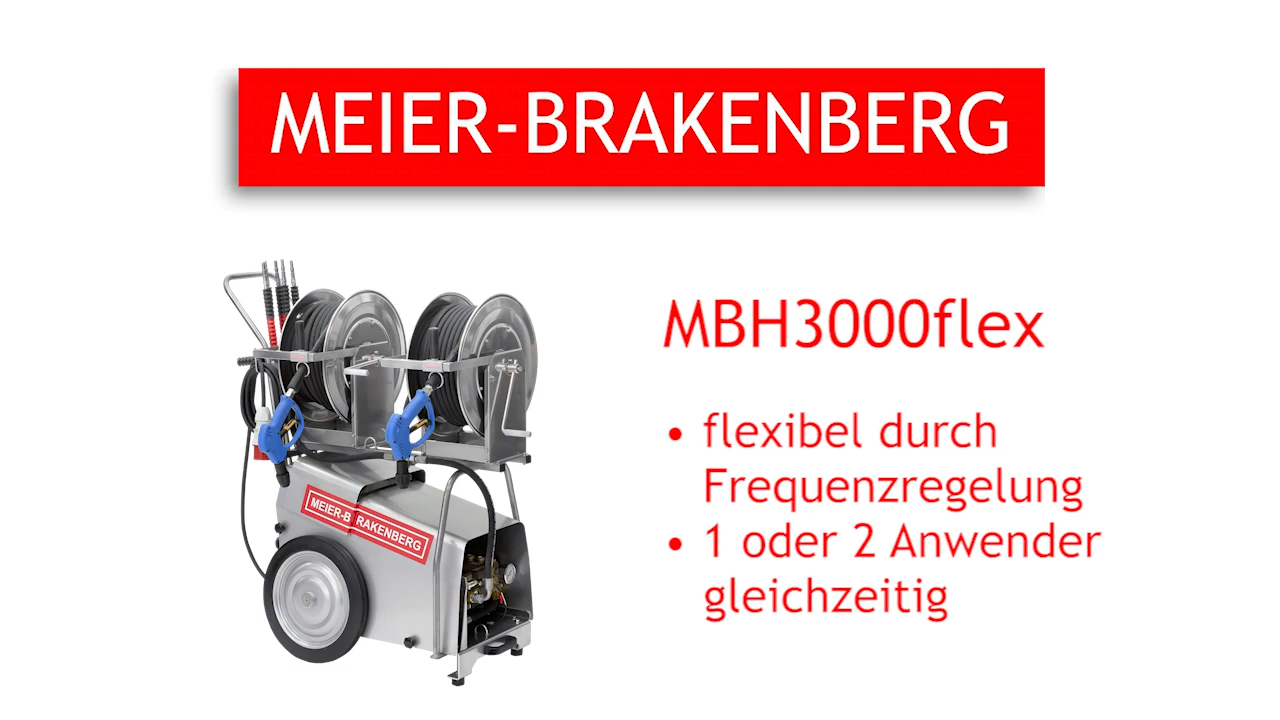 MEIER-BRAKENBERG
MBH3000flex
• flexibel durch
Frequenzregelung
• 1 oder 2 Anwender
gleichzeitig
MEIER-BRAKENBERG